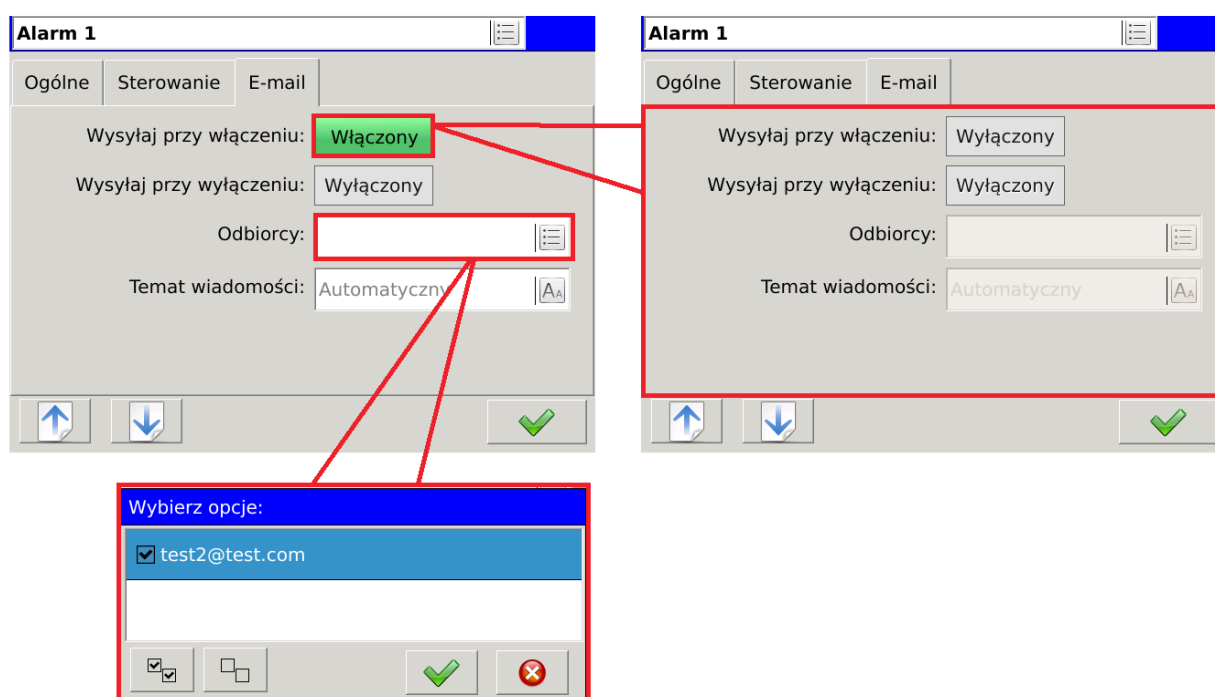 Alarm 1
Ogólne Sterowanie E-mail
Wysyłaj przy włączeniu: Włączony
Wysyłaj przy wyłączeniu: Wyłączony
Odbiorcy:
Temat wiadomości: Automatyczny
Alarm 1
Ogólne Sterowanie E-mail
Wysyłaj przy włączeniu: Wyłączony
Wysyłaj przy wyłączeniu: Wyłączony
Odbiorcy:
Temat wiadomości: Automatyczny
Wybierz opcje:
test2@test.com